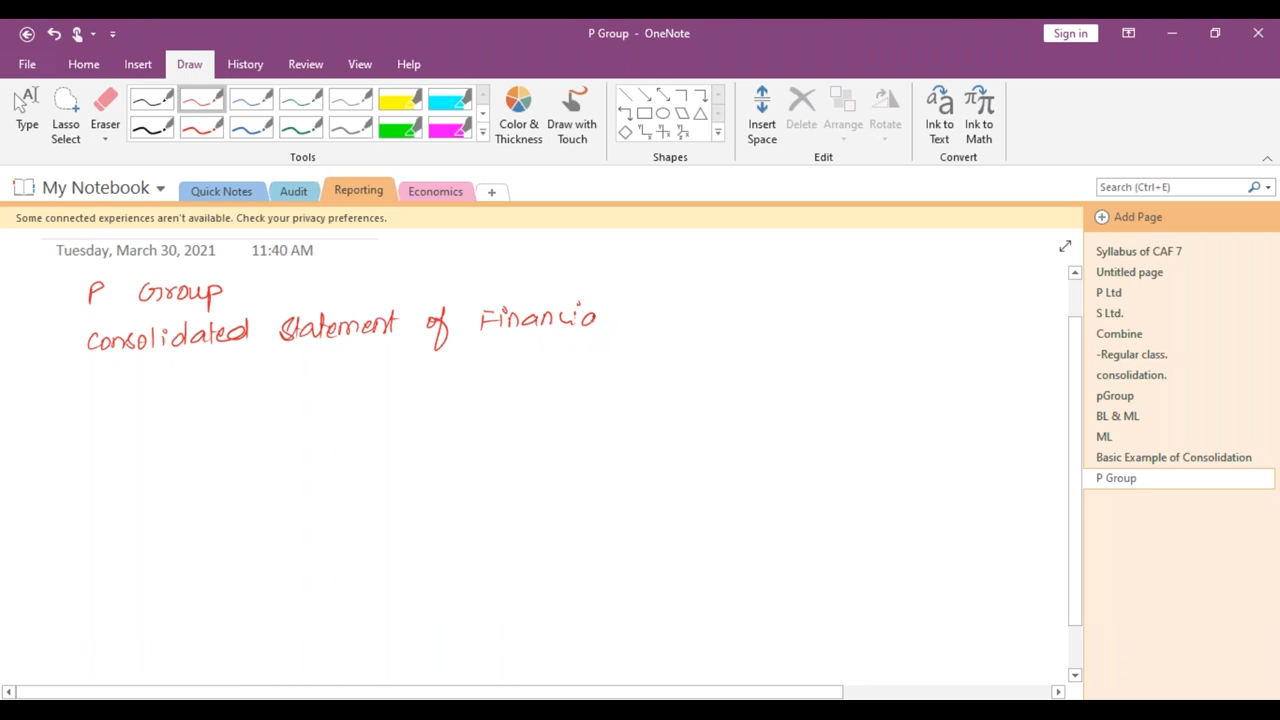 P Group - OneNote
Sign in
File Home Insert Draw History Review View Help
Type
Lasso Select
Eraser
Color & Thickness
Draw with Touch
Insert Space
Delete
Arrange
Rotate
Ink to Text
Ink to Math
Tools
Shapes
Edit
Convert
My Notebook
Quick Notes
Audit
Reporting
Economics
Search (Ctrl+E)
Some connected experiences aren't available. Check your privacy preferences.
Add Page
Tuesday, March 30, 2021 11:40 AM
P Group
Consolidated Statement of Financia
Syllabus of CAF 7
Untitled page
P Ltd
S Ltd.
Combine
-Regular class.
consolidation.
pGroup
BL & ML
ML
Basic Example of Consolidation
P Group